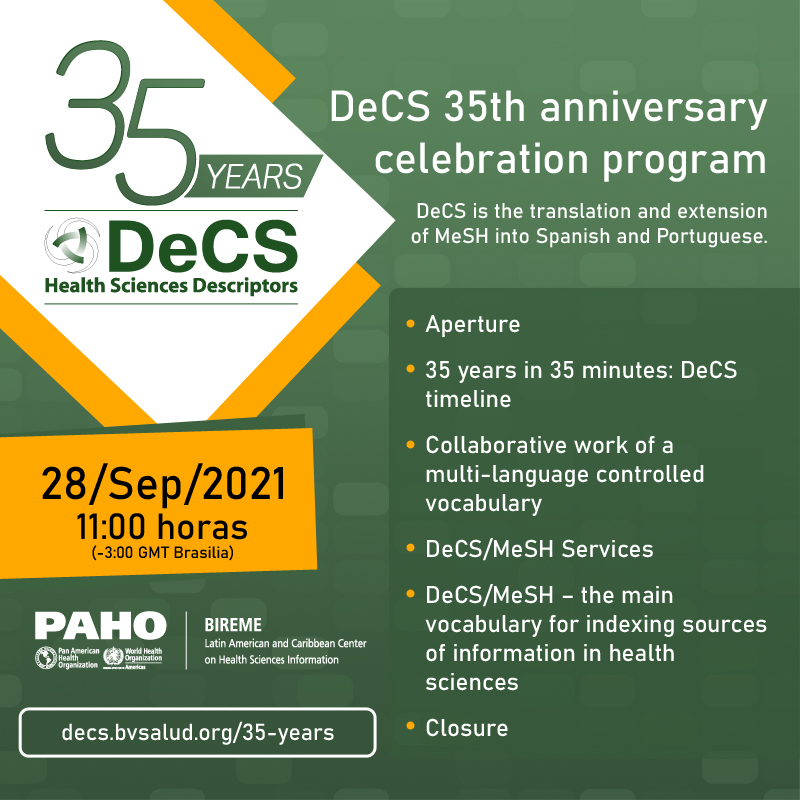 35
YEARS
DeCS
Health Sciences Descriptors
DeCS 35th anniversary
celebration program
DeCS is the translation and extension
of MeSH into Spanish and Portuguese.
• Aperture
• 35 years in 35 minutes: DeCS
timeline
• Collaborative work of a
multi-language controlled
vocabulary
• DeCS/MeSH Services
• DeCS/MeSH – the main
vocabulary for indexing sources
of information in health
sciences
• Closure
28/Sep/2021
11:00 horas
(-3:00 GMT Brasilia)
PAHO
Pan American
Health
Organization
World Health
Organization
Americas
BIREME
Latin American and Caribbean Center
on Health Sciences Information
decs.bvsalud.org/35-years